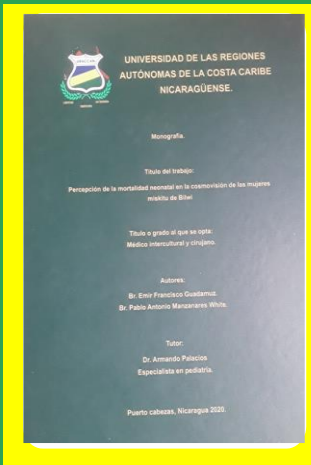 UNIVERSIDAD DE LAS REGIONES
AUTÓNOMAS DE LA COSTA CARIBE
NICARAGÜENSE.
Monografía.
Título del trabajo:
Percepción de la mortalidad neonatal en la cosmovisión de las mujeres
miskitu de Bilwi
Título o grado al que se opta:
Médico intercultural y cirujano.
Autores:
Br. Emir Francisco Guadamuz.
Br. Pablo Antonio Manzanares White.
Tutor:
Dr. Armando Palacios
Especialista en pediatría.
Puerto cabezas, Nicaragua 2020.